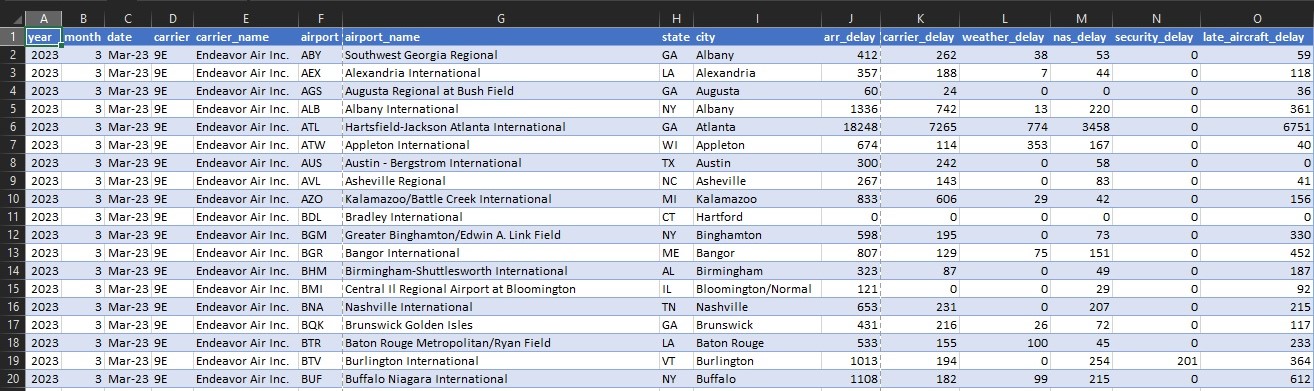 A B C D E F G H I J K L M N O
1 year month date carrier carrier_name airport airport_name state city arr_delay carrier_delay weather_delay nas_delay security_delay late_aircraft_delay
2 2023 3 Mar-23 9E Endeavor Air Inc. ABY Southwest Georgia Regional GA Albany 412 262 38 53 0 59
3 2023 3 Mar-23 9E Endeavor Air Inc. AEX Alexandria International LA Alexandria 357 188 7 44 0 118
4 2023 3 Mar-23 9E Endeavor Air Inc. AGS Augusta Regional at Bush Field GA Augusta 60 24 0 0 0 36
5 2023 3 Mar-23 9E Endeavor Air Inc. ALB Albany International NY Albany 1336 742 13 220 0 361
6 2023 3 Mar-23 9E Endeavor Air Inc. ATL Hartsfield-Jackson Atlanta International GA Atlanta 18248 7265 774 3458 0 6751
7 2023 3 Mar-23 9E Endeavor Air Inc. ATW Appleton International WI Appleton 674 114 353 167 0 40
8 2023 3 Mar-23 9E Endeavor Air Inc. AUS Austin - Bergstrom International TX Austin 300 242 0 58 0 0
9 2023 3 Mar-23 9E Endeavor Air Inc. AVL Asheville Regional NC Asheville 267 143 0 83 0 41
10 2023 3 Mar-23 9E Endeavor Air Inc. AZO Kalamazoo/Battle Creek International MI Kalamazoo 833 606 29 42 0 156
11 2023 3 Mar-23 9E Endeavor Air Inc. BDL Bradley International CT Hartford 0 0 0 0 0 0
12 2023 3 Mar-23 9E Endeavor Air Inc. BGM Greater Binghamton/Edwin A. Link Field NY Binghamton 598 195 0 73 0 330
13 2023 3 Mar-23 9E Endeavor Air Inc. BGR Bangor International ME Bangor 807 129 75 151 0 452
14 2023 3 Mar-23 9E Endeavor Air Inc. BHM Birmingham-Shuttlesworth International AL Birmingham 323 87 0 49 0 187
15 2023 3 Mar-23 9E Endeavor Air Inc. BMI Central Il Regional Airport at Bloomington IL Bloomington/Normal 121 0 0 29 0 92
16 2023 3 Mar-23 9E Endeavor Air Inc. BNA Nashville International TN Nashville 653 231 0 207 0 215
17 2023 3 Mar-23 9E Endeavor Air Inc. BQK Brunswick Golden Isles GA Brunswick 431 216 26 72 0 117
18 2023 3 Mar-23 9E Endeavor Air Inc. BTR Baton Rouge Metropolitan/Ryan Field LA Baton Rouge 533 155 100 45 0 233
19 2023 3 Mar-23 9E Endeavor Air Inc. BTV Burlington International VT Burlington 1013 194 0 254 201 364
20 2023 3 Mar-23 9E Endeavor Air Inc. BUF Buffalo Niagara International NY Buffalo 1108 182 99 215 0 612